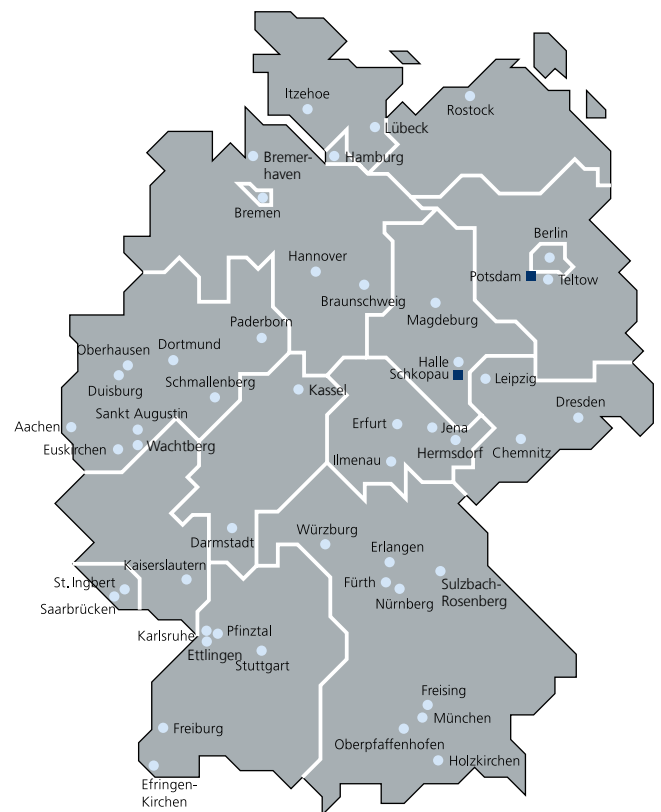 Itzehoe
Rostock
Lübeck
Bremer-
haven
Hamburg
Bremen
Berlin
Hannover
Potsdam
Teltow
Braunschweig
Magdeburg
Paderborn
Oberhausen
Dortmund
Halle
Schkopau
Leipzig
Duisburg
Schmallenberg
Kassel
Dresden
Sankt Augustin
Aachen
Erfurt
Jena
Euskirchen
Wachtberg
Hermsdorf
Chemnitz
Ilmenau
Darmstadt
Würzburg
Erlangen
Kaiserslautern
St. Ingbert
Fürth
Sulzbach-
Rosenberg
Nürnberg
Saarbrücken
Karlsruhe
Pfinztal
Ettlingen
Stuttgart
Freising
München
Freiburg
Oberpfaffenhofen
Holzkirchen
Efringen-
Kirchen